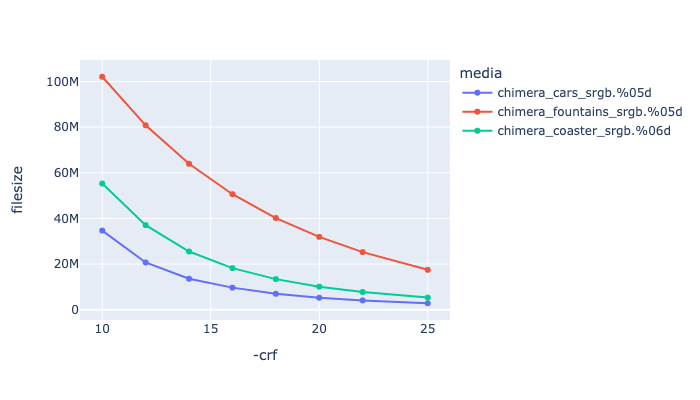 media
chimera_cars_srgb.%05d
chimera_fountains_srgb.%05d
chimera_coaster_srgb.%06d
filesize
100M
80M
60M
40M
20M
0
10 15 20 25
-crf